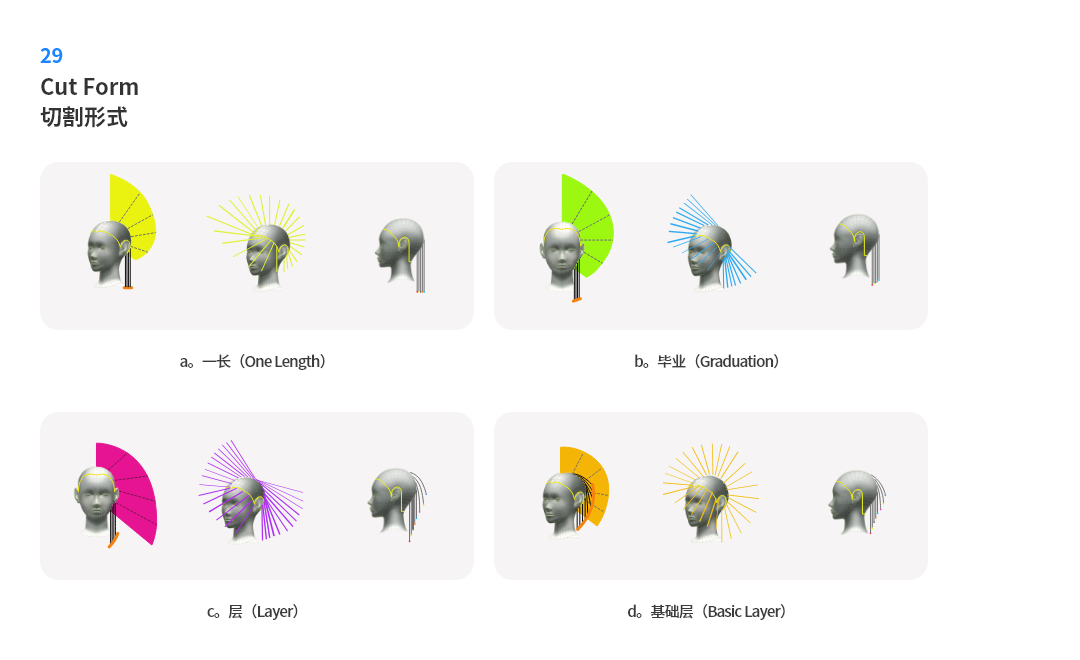 29
Cut Form
切割形式
a。一长（One Length）
b。毕业（Graduation）
c。层（Layer）
d。基础层（Basic Layer）